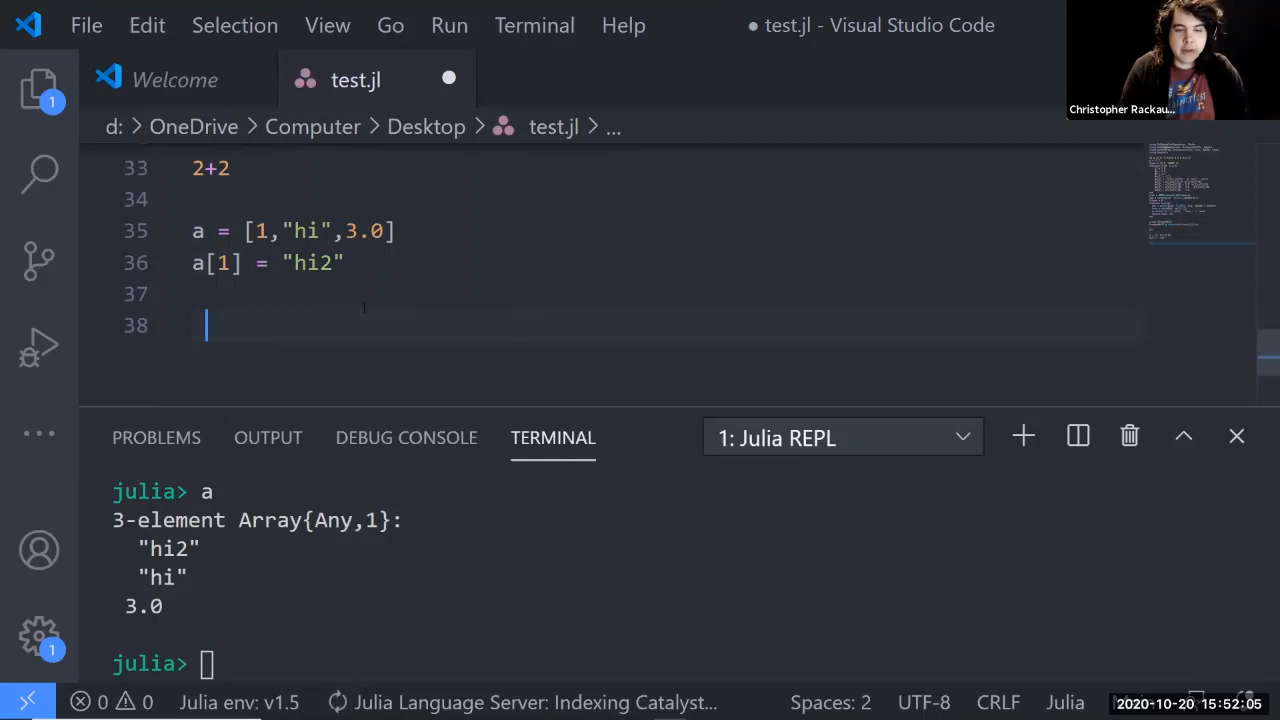 File Edit Selection View Go Run Terminal Help
● test.jl - Visual Studio Code
Christopher Rackau...
Welcome
test.jl
d: > OneDrive > Computer > Desktop > test.jl > ...
1
33 2+2
34
35 a = [1,"hi",3.0]
36 a[1] = "hi2"
37
38
PROBLEMS OUTPUT DEBUG CONSOLE TERMINAL
1: Julia REPL
julia> a
3-element Array{Any,1}:
"hi2"
"hi"
3.0
julia>
1
0 0 Julia env: v1.5 Julia Language Server: Indexing Catalyst... Spaces: 2 UTF-8 CRLF Julia
2020-10-20 15:52:05